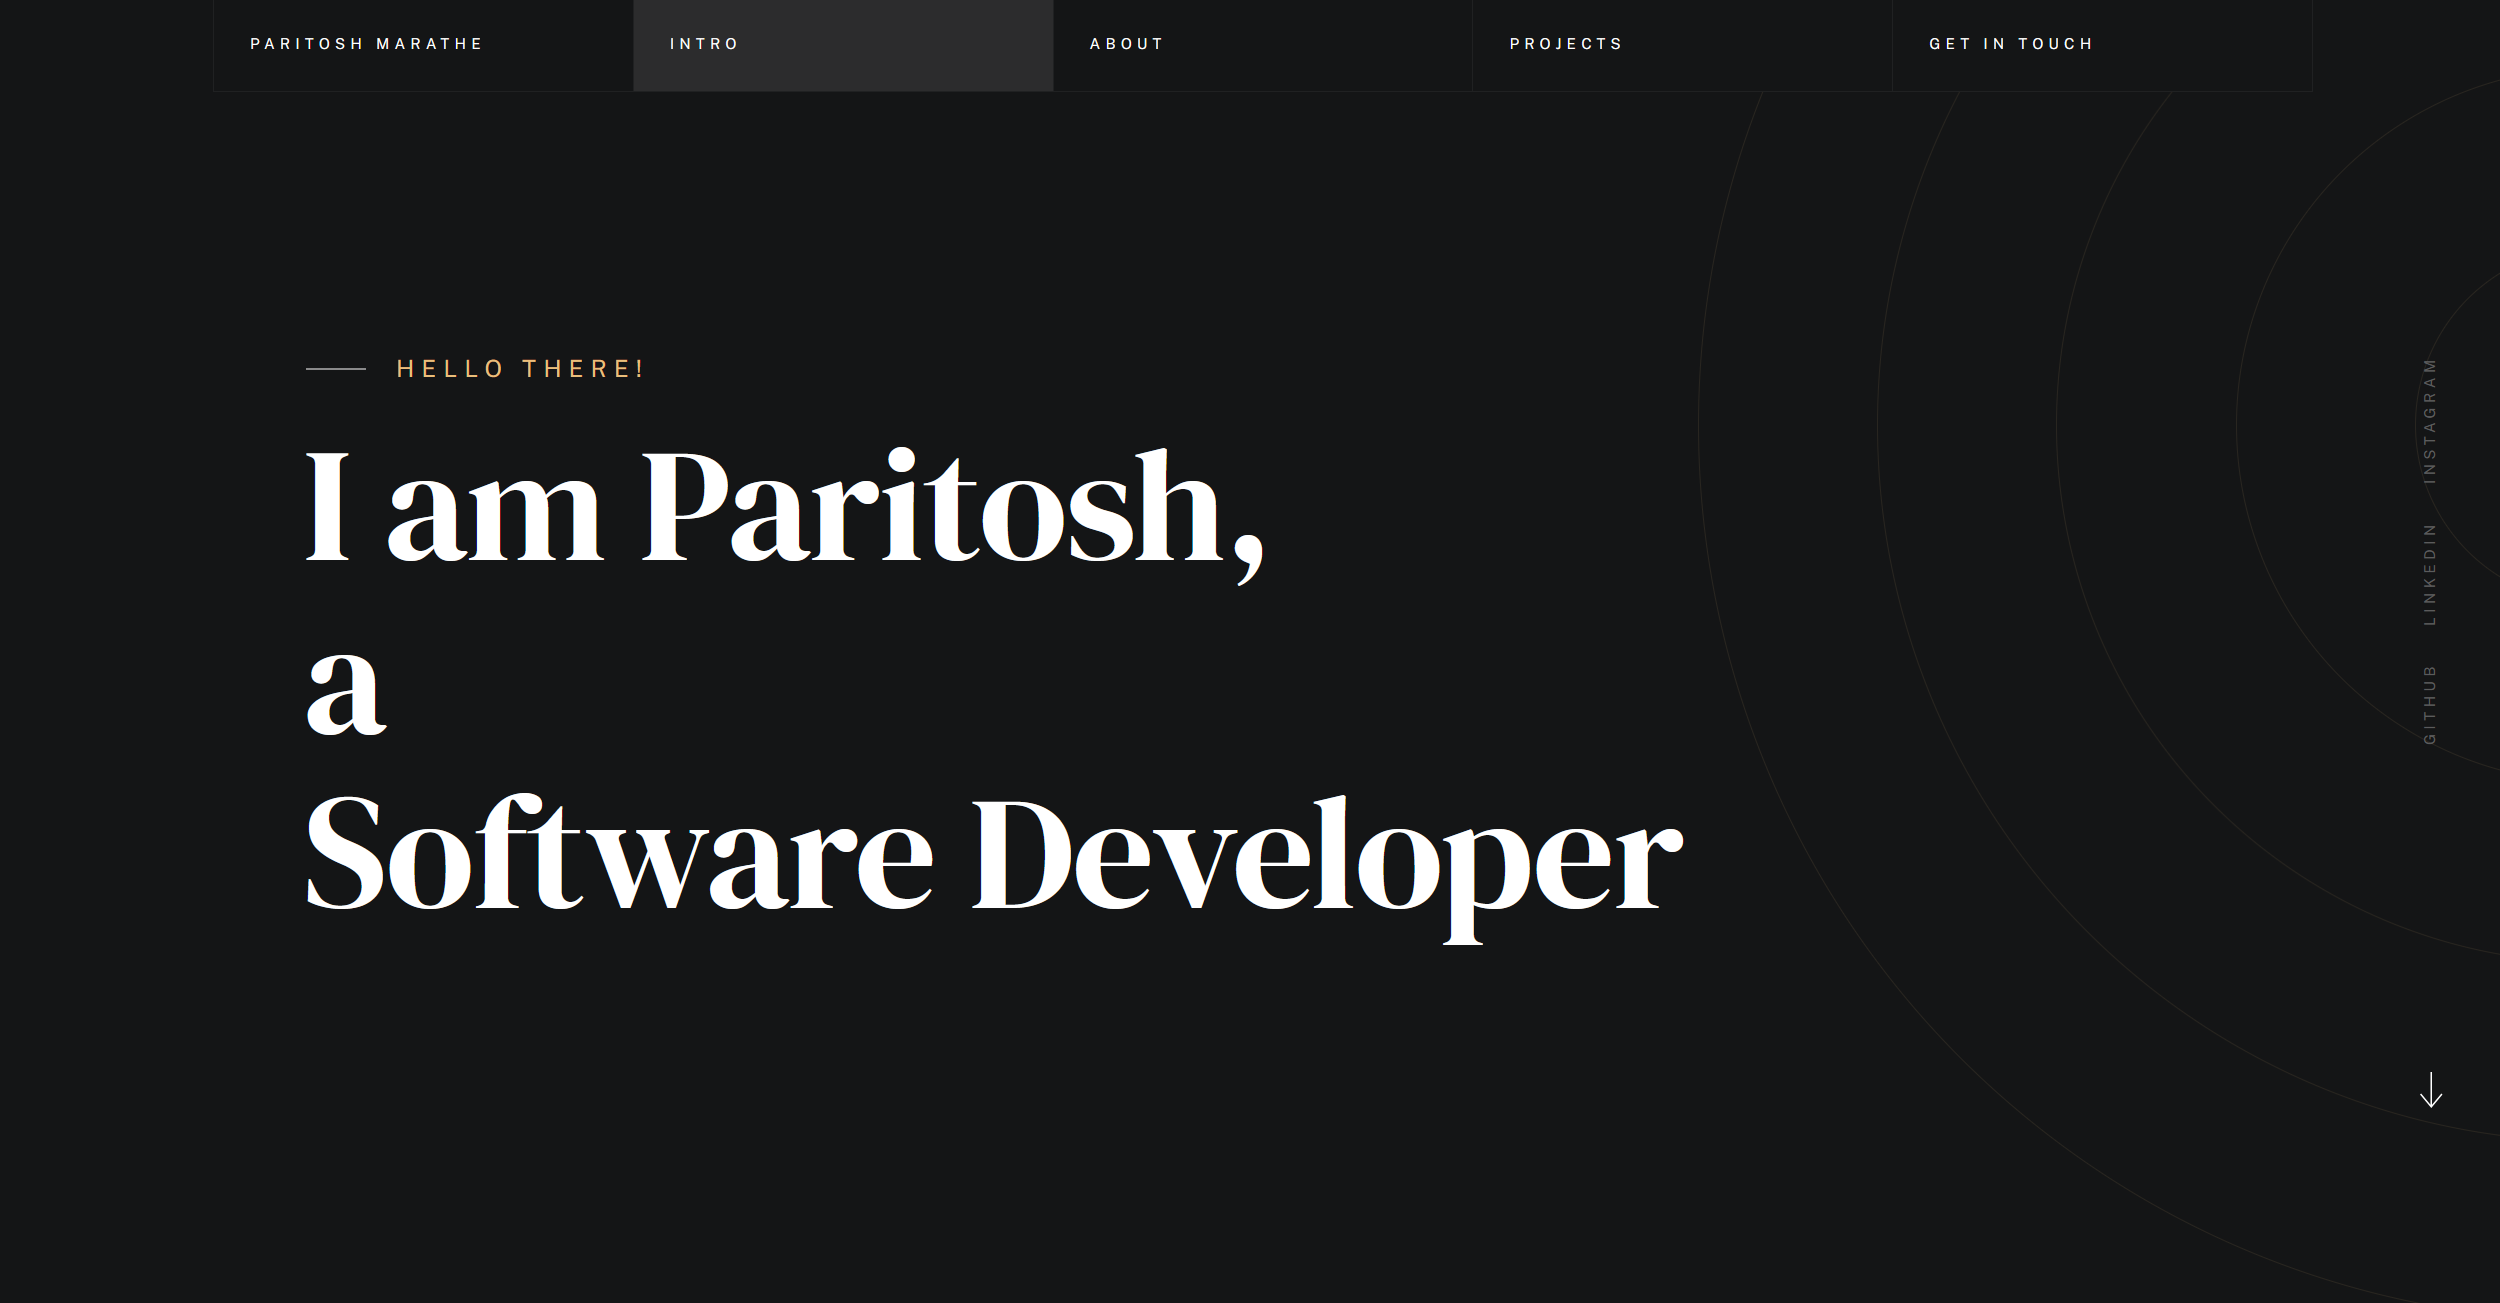 PARITOSH MARATHE
INTRO
ABOUT
PROJECTS
GET IN TOUCH
HELLO THERE!
I am Paritosh,
a
Software Developer
GITHUB
LINKEDIN
INSTAGRAM